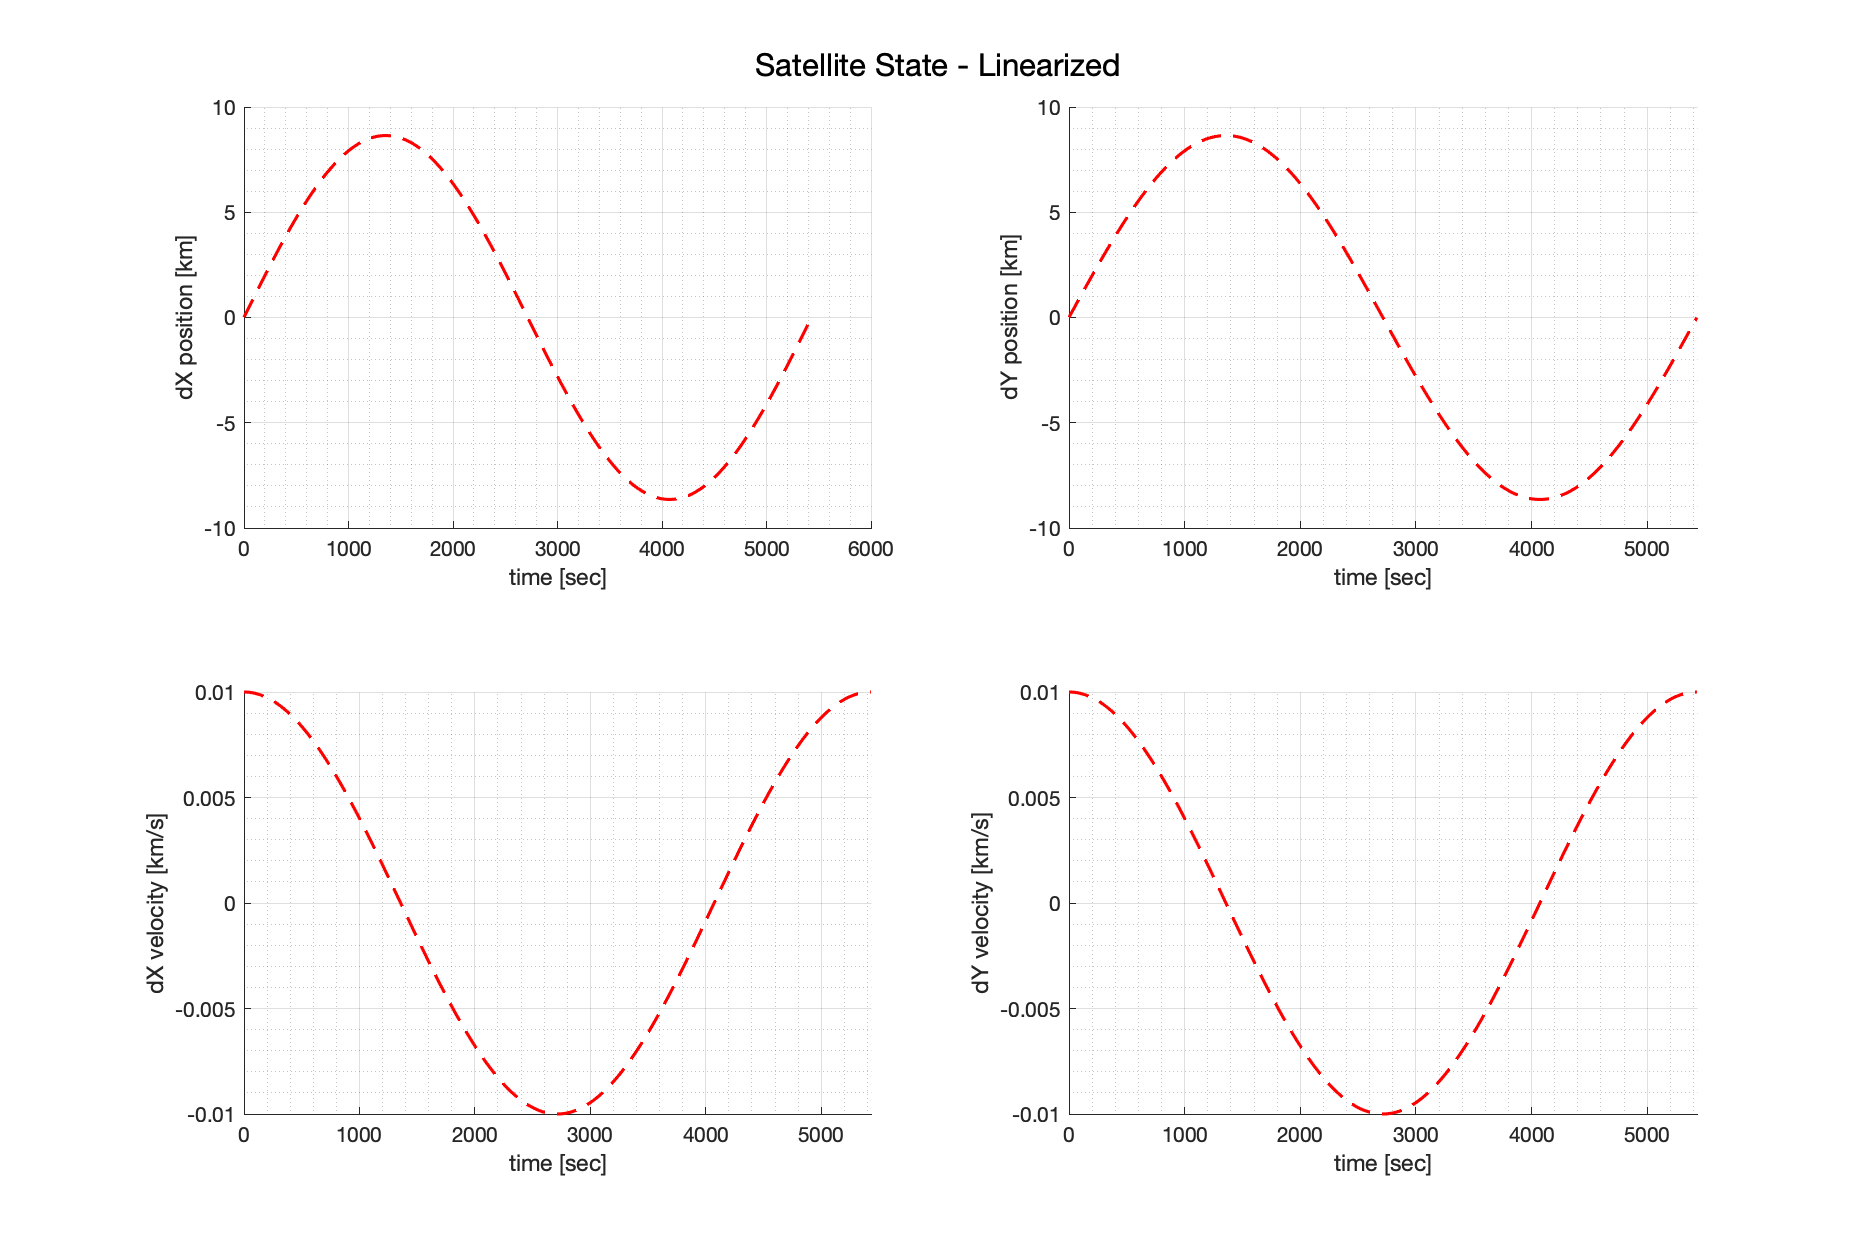 Satellite State - Linearized
10
5
0
-5
-10
dX position [km]
0 1000 2000 3000 4000 5000 6000
time [sec]
10
5
0
-5
-10
dY position [km]
0 1000 2000 3000 4000 5000
time [sec]
0.01
0.005
0
-0.005
-0.01
dX velocity [km/s]
0 1000 2000 3000 4000 5000
time [sec]
0.01
0.005
0
-0.005
-0.01
dY velocity [km/s]
0 1000 2000 3000 4000 5000
time [sec]